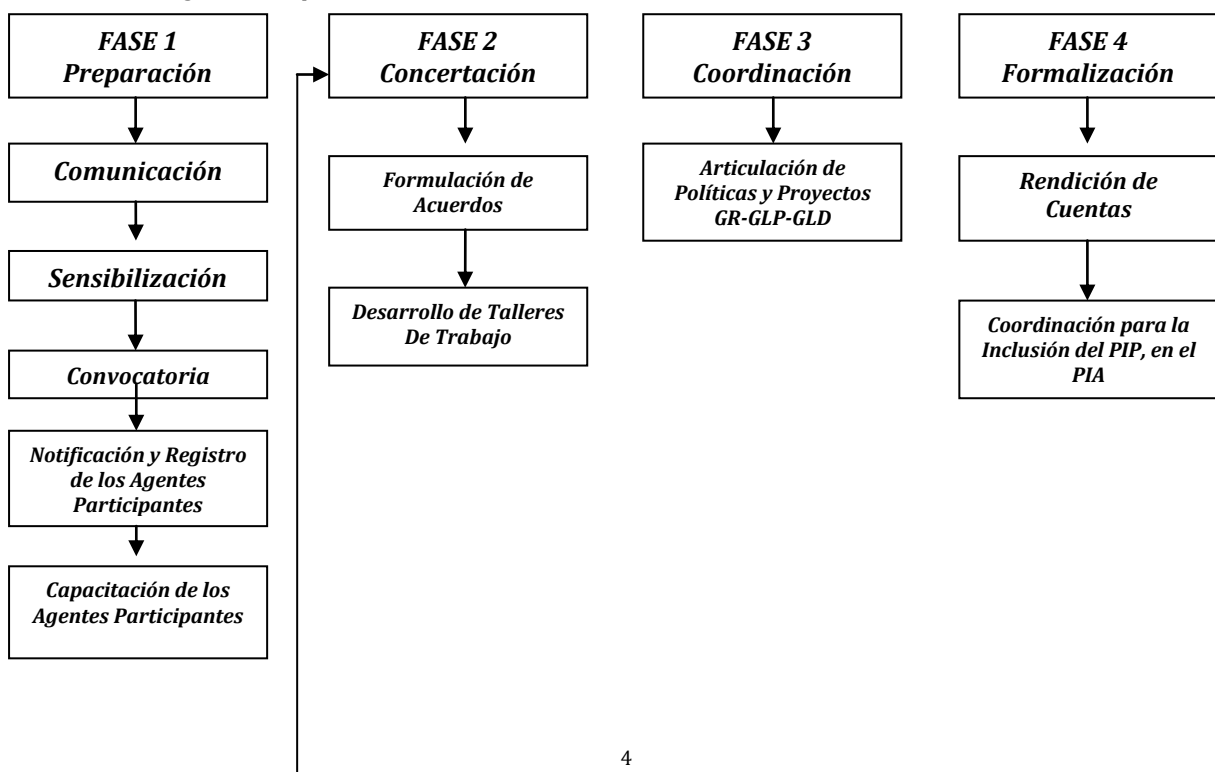 FASE 1
Preparación
Comunicación
Sensibilización
Convocatoria
Notificación y Registro
de los Agentes
Participantes
Capacitación de los
Agentes Participantes
FASE 2
Concertación
Formulación de
Acuerdos
Desarrollo de Talleres
De Trabajo
FASE 3
Coordinación
Articulación de
Políticas y Proyectos
GR-GLP-GLD
FASE 4
Formalización
Rendición de
Cuentas
Coordinación para la
Inclusión del PIP, en el
PIA
4